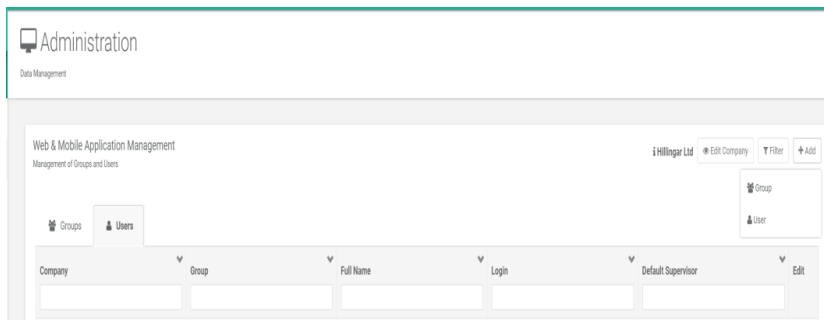 Administration
Data Management
Web & Mobile Application Management
Management of Groups and Users
i Hillingar Ltd Edit Company Filter + Add
Group
User
Groups Users
Company Group Full Name Login Default Supervisor Edit